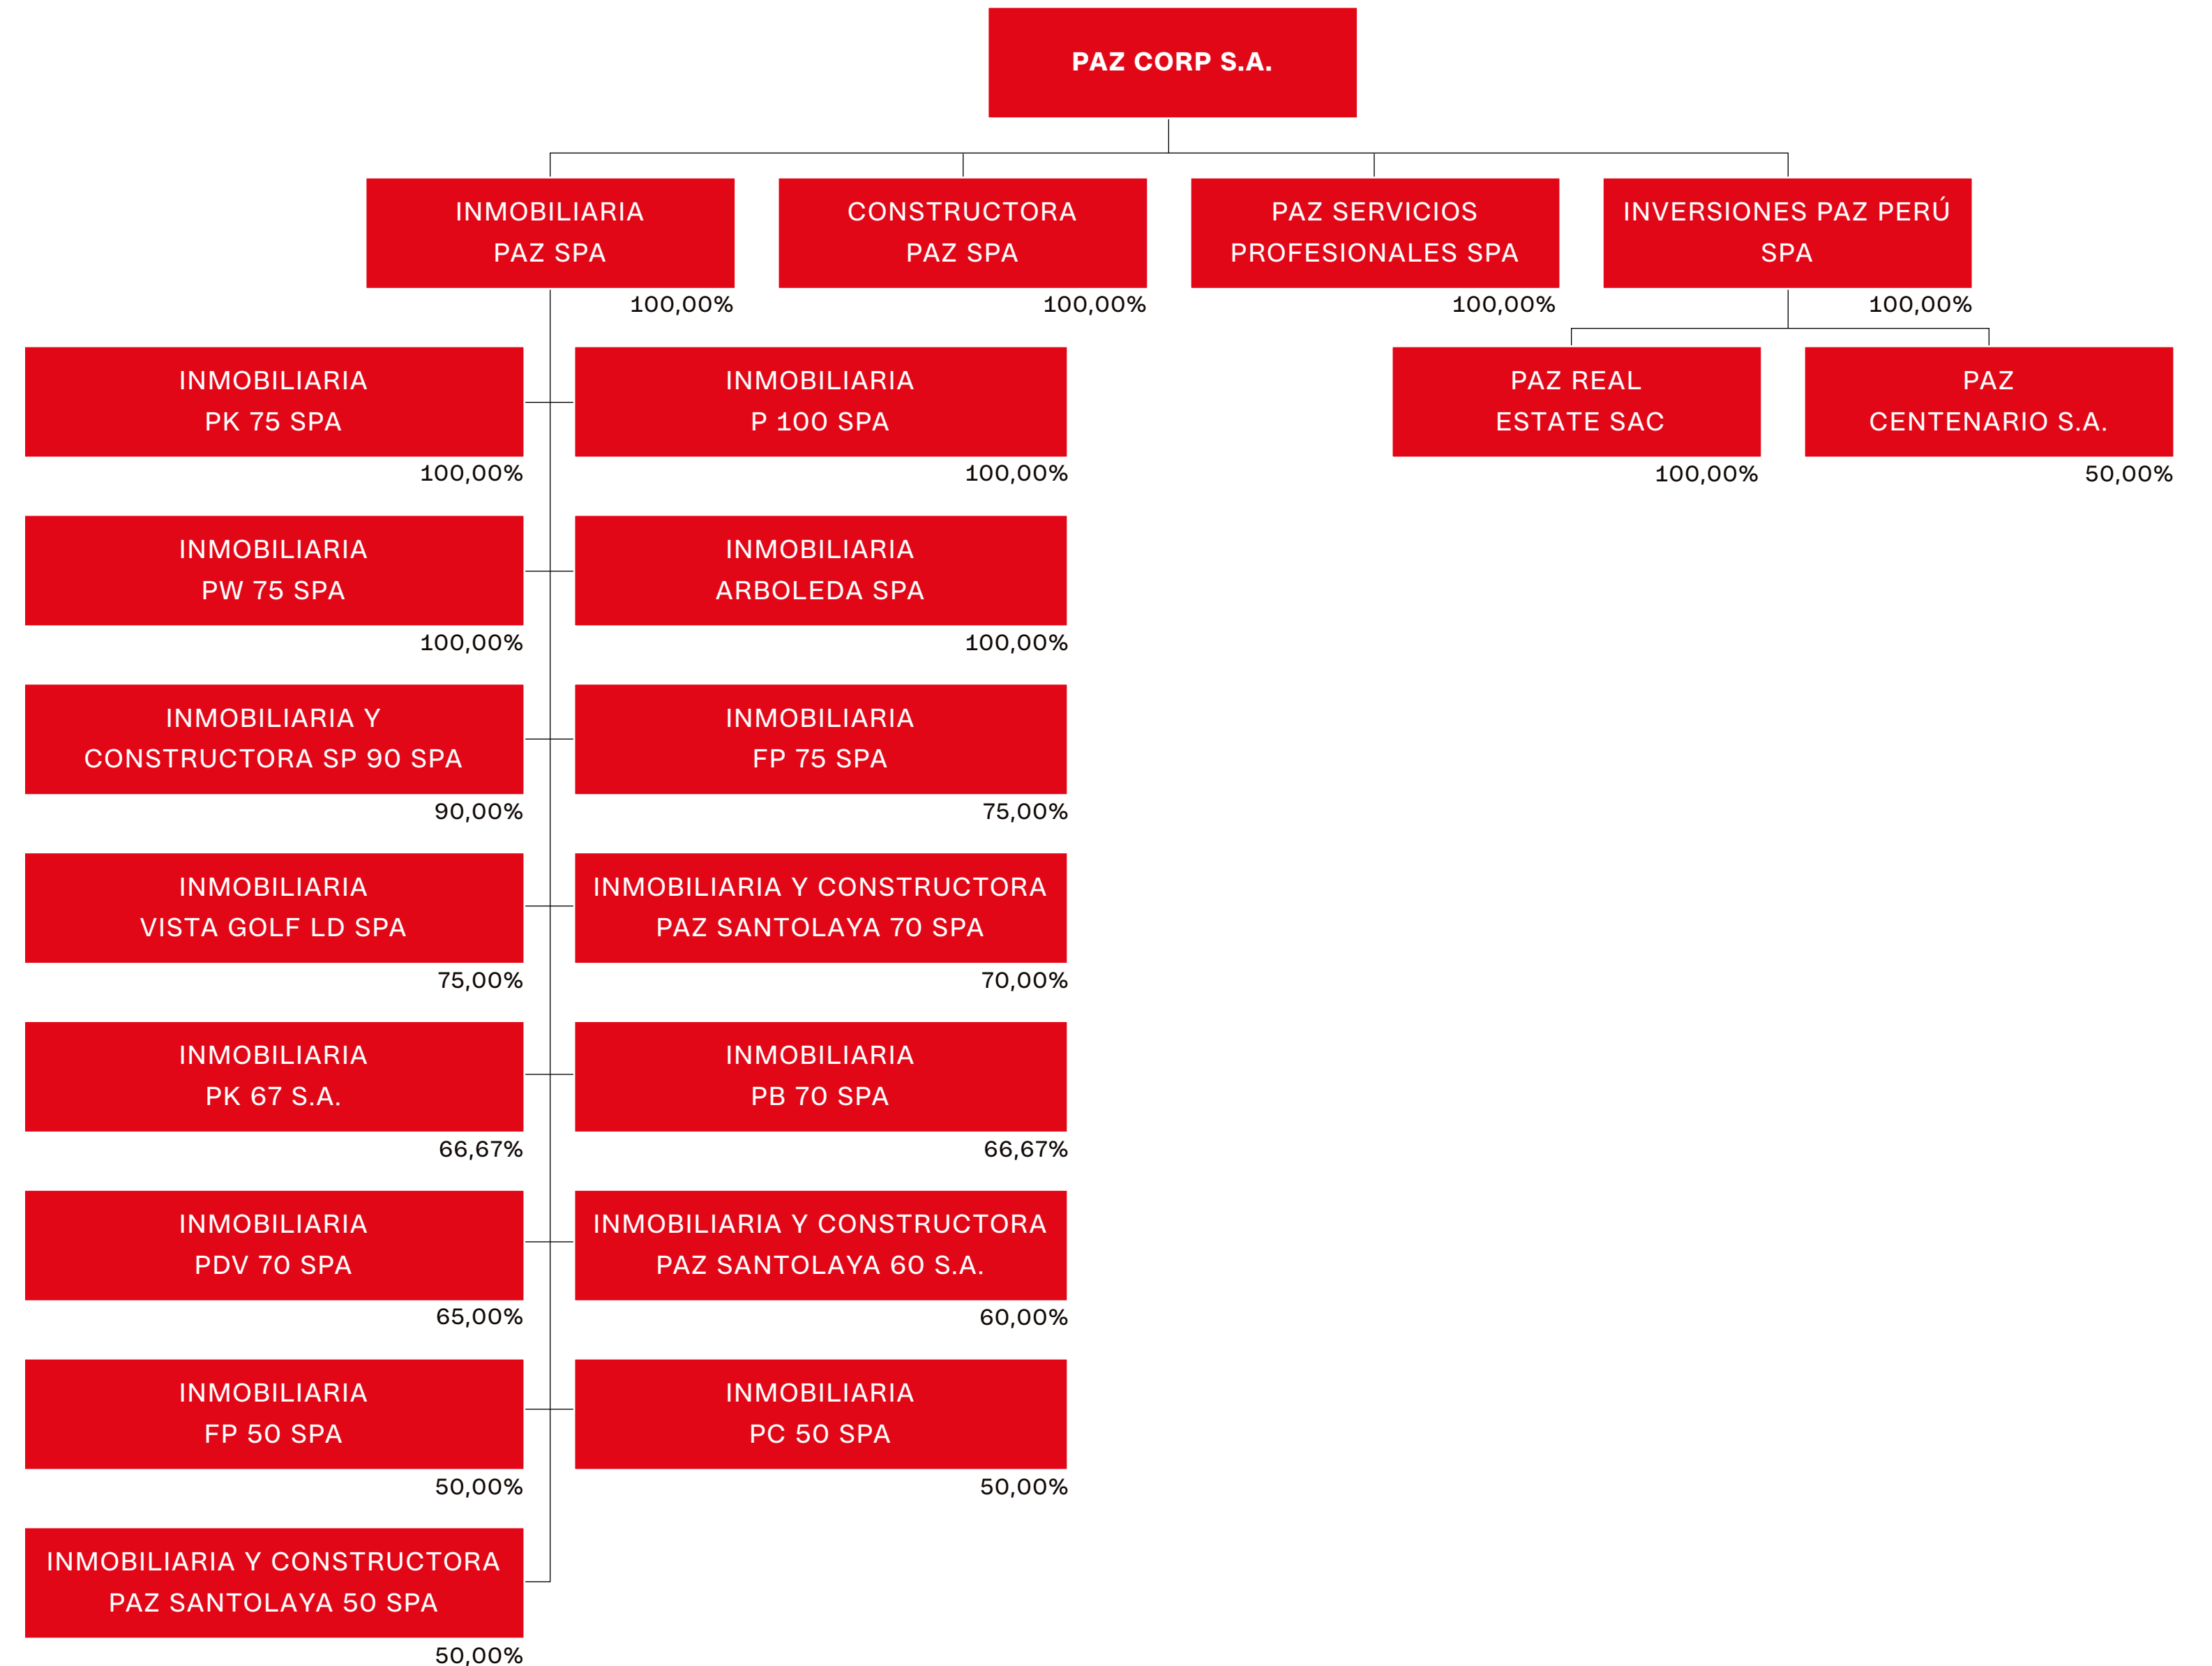 PAZ CORP S.A.
INMOBILIARIA
PAZ SPA
100,00%
CONSTRUCTORA
PAZ SPA
100,00%
PAZ SERVICIOS
PROFESIONALES SPA
100,00%
INVERSIONES PAZ PERÚ
SPA
100,00%
INMOBILIARIA
PK 75 SPA
100,00%
INMOBILIARIA
P 100 SPA
100,00%
PAZ REAL
ESTATE SAC
100,00%
PAZ
CENTENARIO S.A.
50,00%
INMOBILIARIA
PW 75 SPA
100,00%
INMOBILIARIA
ARBOLEDA SPA
100,00%
INMOBILIARIA Y
CONSTRUCTORA SP 90 SPA
90,00%
INMOBILIARIA
FP 75 SPA
75,00%
INMOBILIARIA
VISTA GOLF LD SPA
75,00%
INMOBILIARIA Y CONSTRUCTORA
PAZ SANTOLAYA 70 SPA
70,00%
INMOBILIARIA
PK 67 S.A.
66,67%
INMOBILIARIA
PB 70 SPA
66,67%
INMOBILIARIA
PDV 70 SPA
65,00%
INMOBILIARIA Y CONSTRUCTORA
PAZ SANTOLAYA 60 S.A.
60,00%
INMOBILIARIA
FP 50 SPA
50,00%
INMOBILIARIA
PC 50 SPA
50,00%
INMOBILIARIA Y CONSTRUCTORA
PAZ SANTOLAYA 50 SPA
50,00%